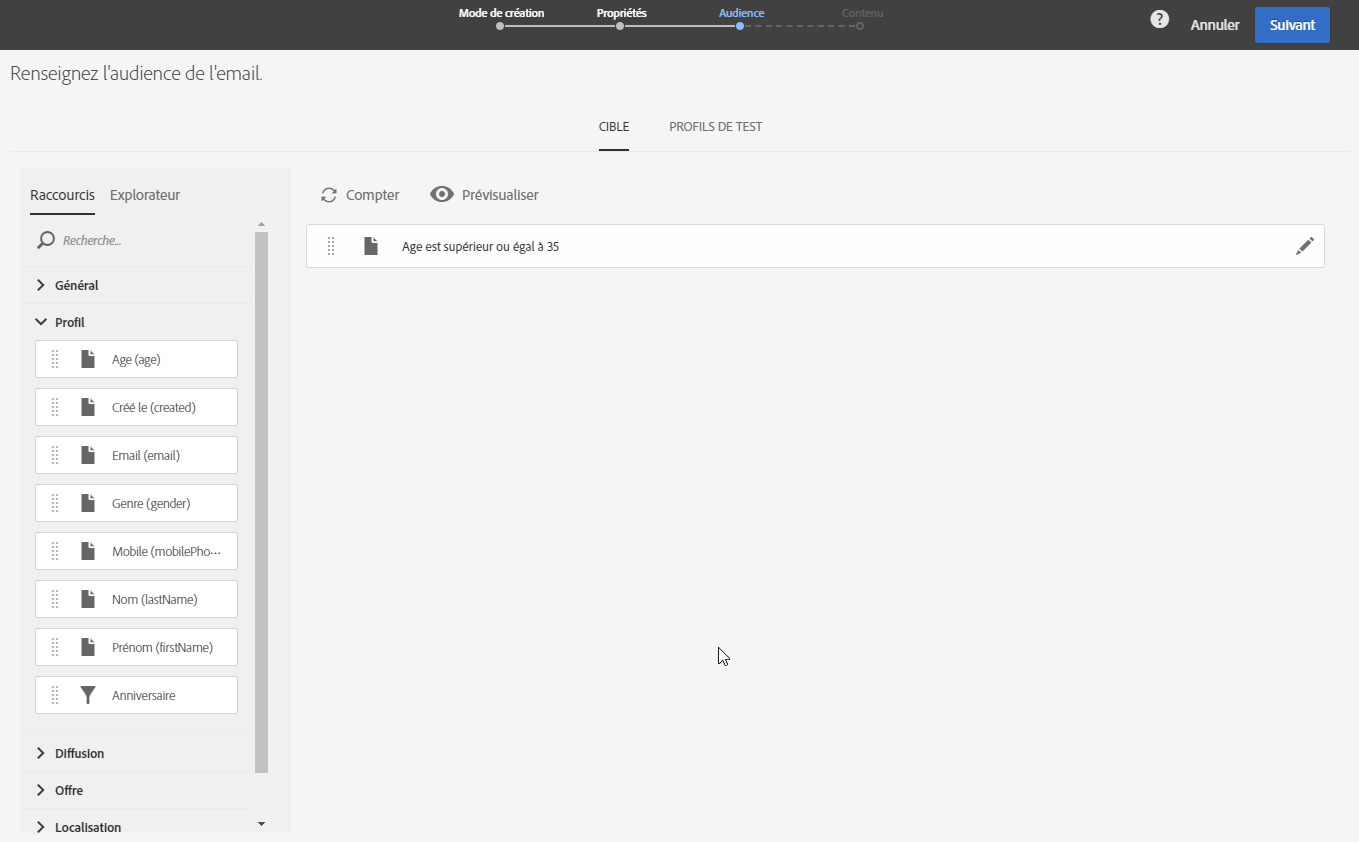 Mode de création
Propriétés
Audience
Contenu
?
Annuler
Suivant
Renseignez l'audience de l'email.
CIBLE
PROFILS DE TEST
Raccourcis
Explorateur
Compter
Prévisualiser
Recherche...
Age est supérieur ou égal à 35
Général
Profil
Age (age)
Créé le (created)
Email (email)
Genre (gender)
Mobile (mobilePho...
Nom (lastName)
Prénom (firstName)
Anniversaire
Diffusion
Offre
Localisation